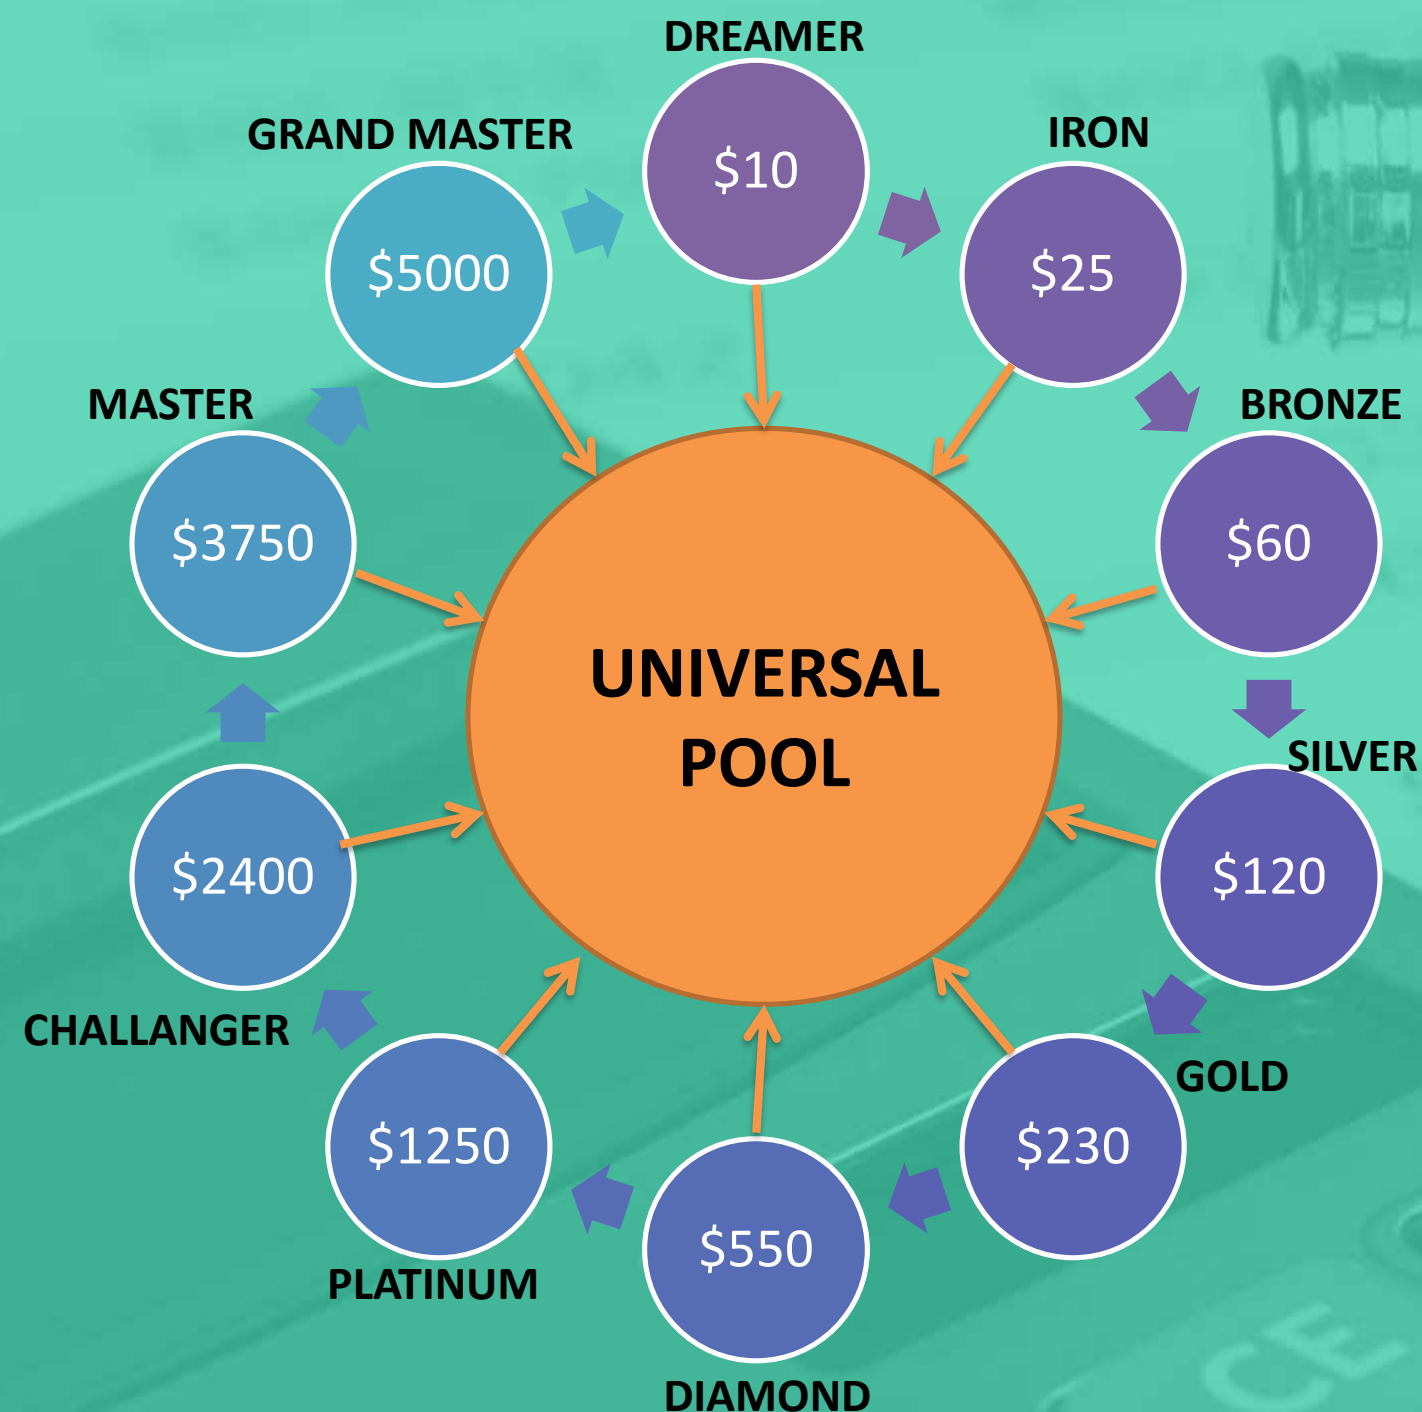 DREAMER
$10
IRON
$25
BRONZE
$60
SILVER
$120
GOLD
$230
DIAMOND
$550
PLATINUM
$1250
CHALLANGER
$2400
MASTER
$3750
GRAND MASTER
$5000
UNIVERSAL
POOL
CE